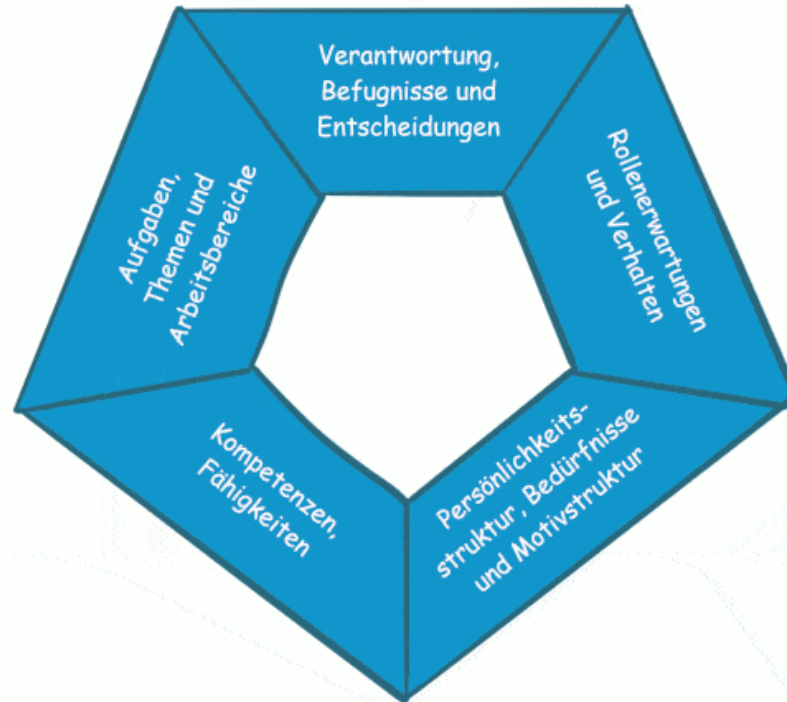 Verantwortung,
Befugnisse und
Entscheidungen
Rollenerwartungen
und Verhalten
Persönlichkeits-
struktur, Bedürfnisse
und Motivstruktur
Kompetenzen,
Fähigkeiten
Aufgaben,
Themen und
Arbeitsbereiche